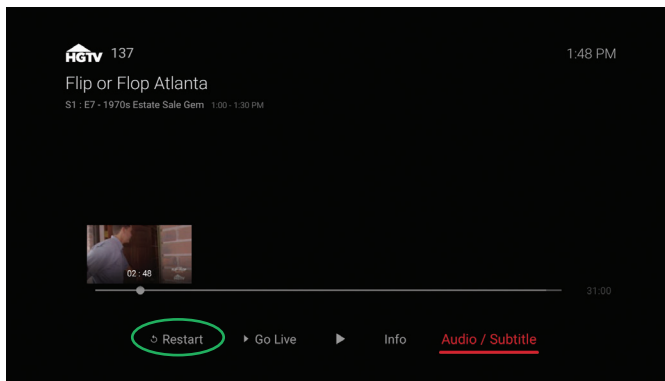 HGTV 137
1:48 PM
Flip or Flop Atlanta
S1 : E7 - 1970s Estate Sale Gem 1:00 - 1:30 PM
02 : 48
31:00
Restart Go Live Info Audio / Subtitle